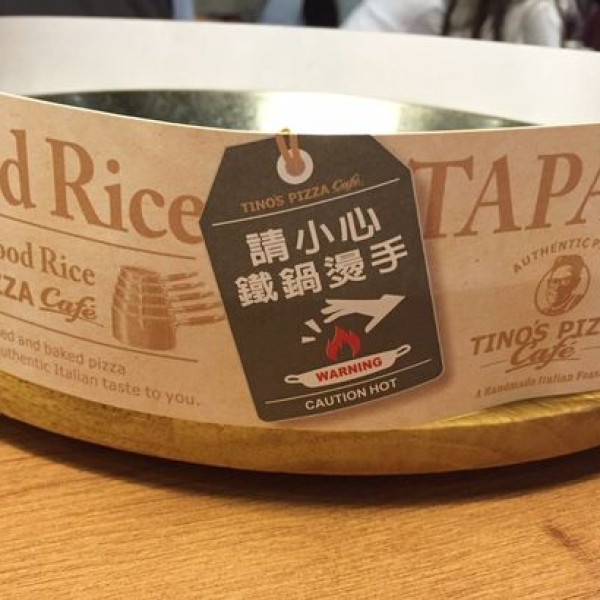 d Rice
ood Rice
ZZA Café
ed and baked pizza
uthentic Italian taste to you.
TINO'S PIZZA Café
請小心
鐵鍋燙手
WARNING
CAUTION HOT
TAPA
AUTHENTIC P
TINO'S PIZ
Café
A Handmade Italian Feas